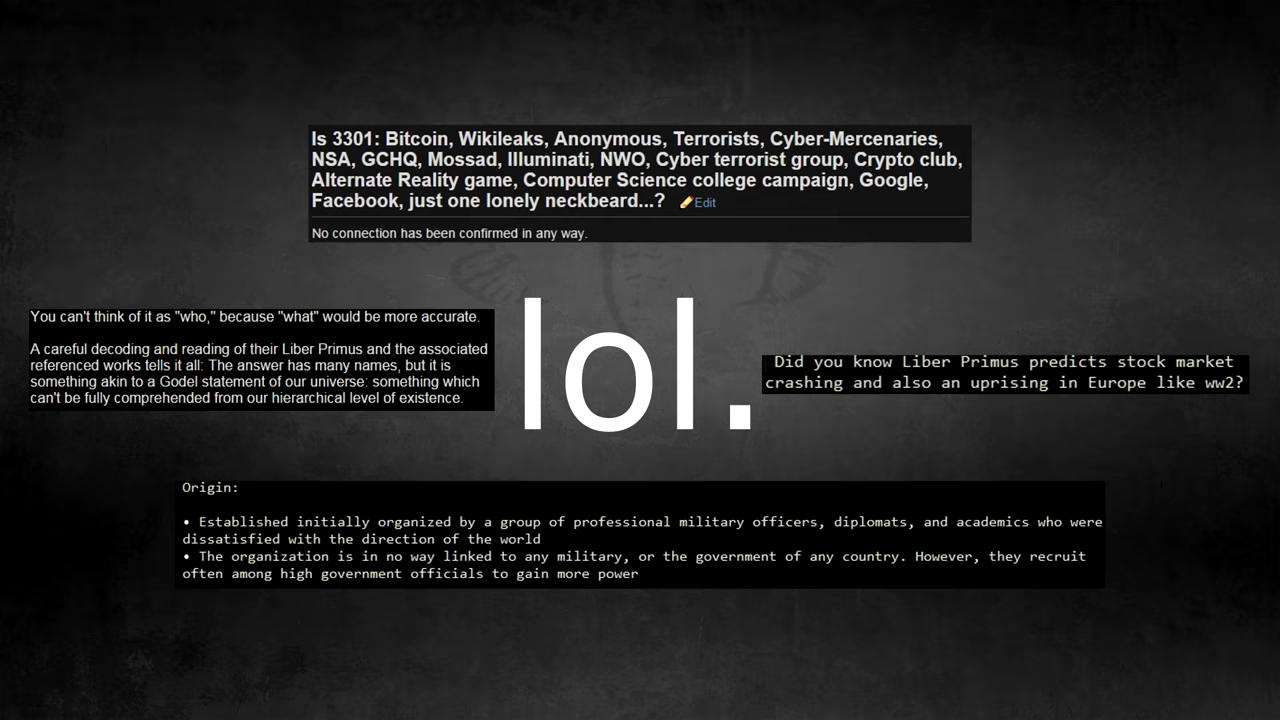 Is 3301: Bitcoin, Wikileaks, Anonymous, Terrorists, Cyber-Mercenaries,
NSA, GCHQ, Mossad, Illuminati, NWO, Cyber terrorist group, Crypto club,
Alternate Reality game, Computer Science college campaign, Google,
Facebook, just one lonely neckbeard...? Edit
No connection has been confirmed in any way.
You can't think of it as "who," because "what" would be more accurate.
A careful decoding and reading of their Liber Primus and the associated
referenced works tells it all: The answer has many names, but it is
something akin to a Godel statement of our universe: something which
can't be fully comprehended from our hierarchical level of existence.
lol.
Did you know Liber Primus predicts stock market
crashing and also an uprising in Europe like ww2?
Origin:
• Established initially organized by a group of professional military officers, diplomats, and academics who were
dissatisfied with the direction of the world
• The organization is in no way linked to any military, or the government of any country. However, they recruit
often among high government officials to gain more power